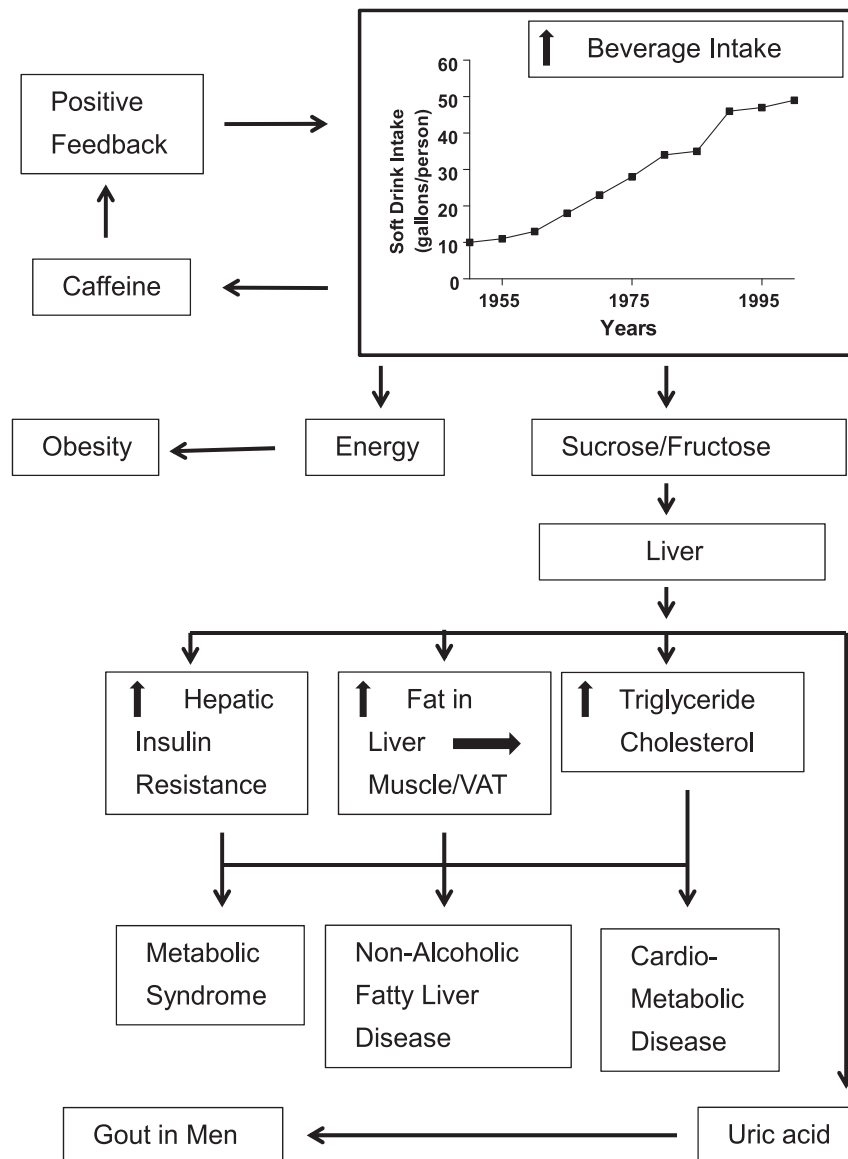 Beverage Intake
Positive
Feedback
Caffeine
Soft Drink Intake
(gallons/person)
60
50
40
30
20
10
0
1955 1975 1995
Years
Obesity
Energy
Sucrose/Fructose
Liver
Hepatic
Insulin
Resistance
Fat in
Liver
Muscle/VAT
Triglyceride
Cholesterol
Metabolic
Syndrome
Non-Alcoholic
Fatty Liver
Disease
Cardio-
Metabolic
Disease
Gout in Men
Uric acid